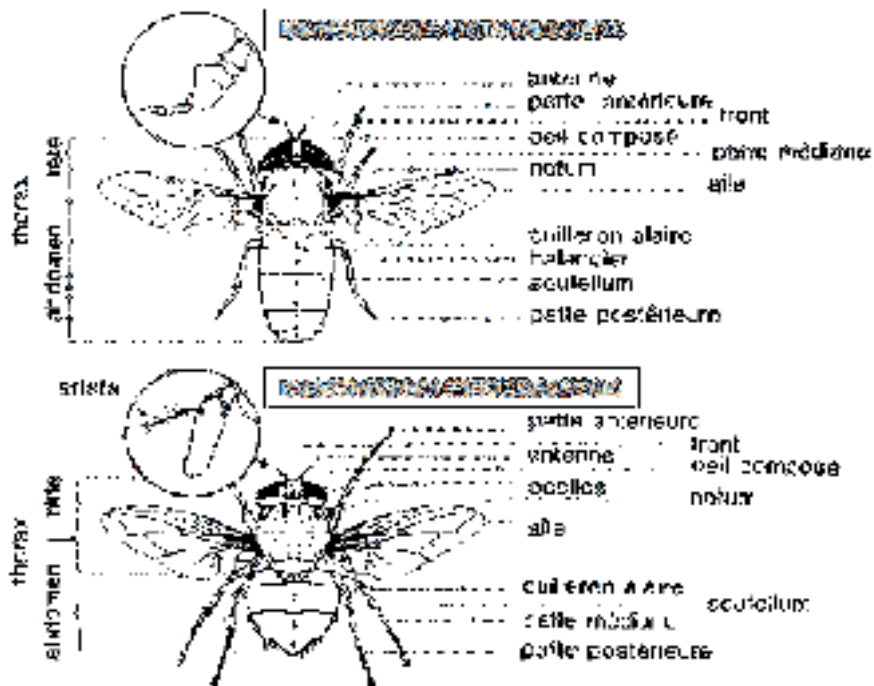 antenne
patte antérieure
front
oeil composé
patte médiane
notum
aile
tête
thorax
abdomen
cuilleron alaire
balancier
scutellum
patte postérieure
arista
patte antérieure
front
antenne
oeil composé
ocelles
notum
aile
tête
thorax
abdomen
cuilleron alaire
scutellum
patte médiane
patte postérieure